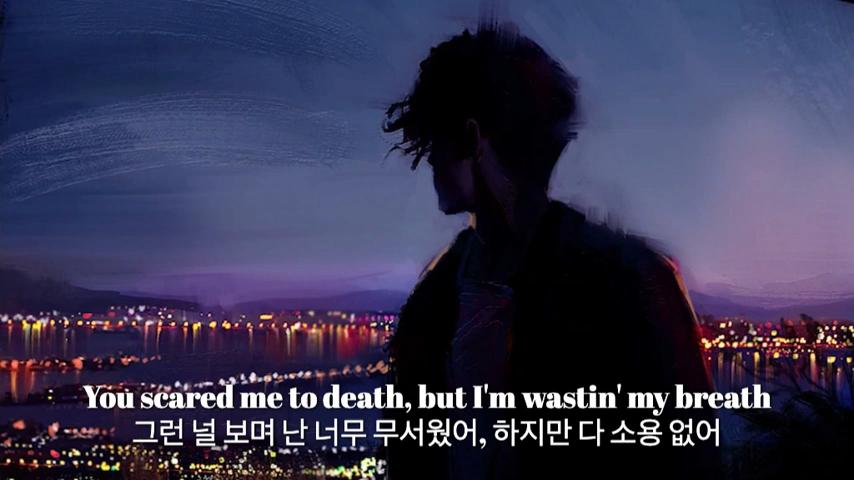 You scared me to death, but I'm wastin' my breath
그런 널 보며 난 너무 무서웠어, 하지만 다 소용 없어